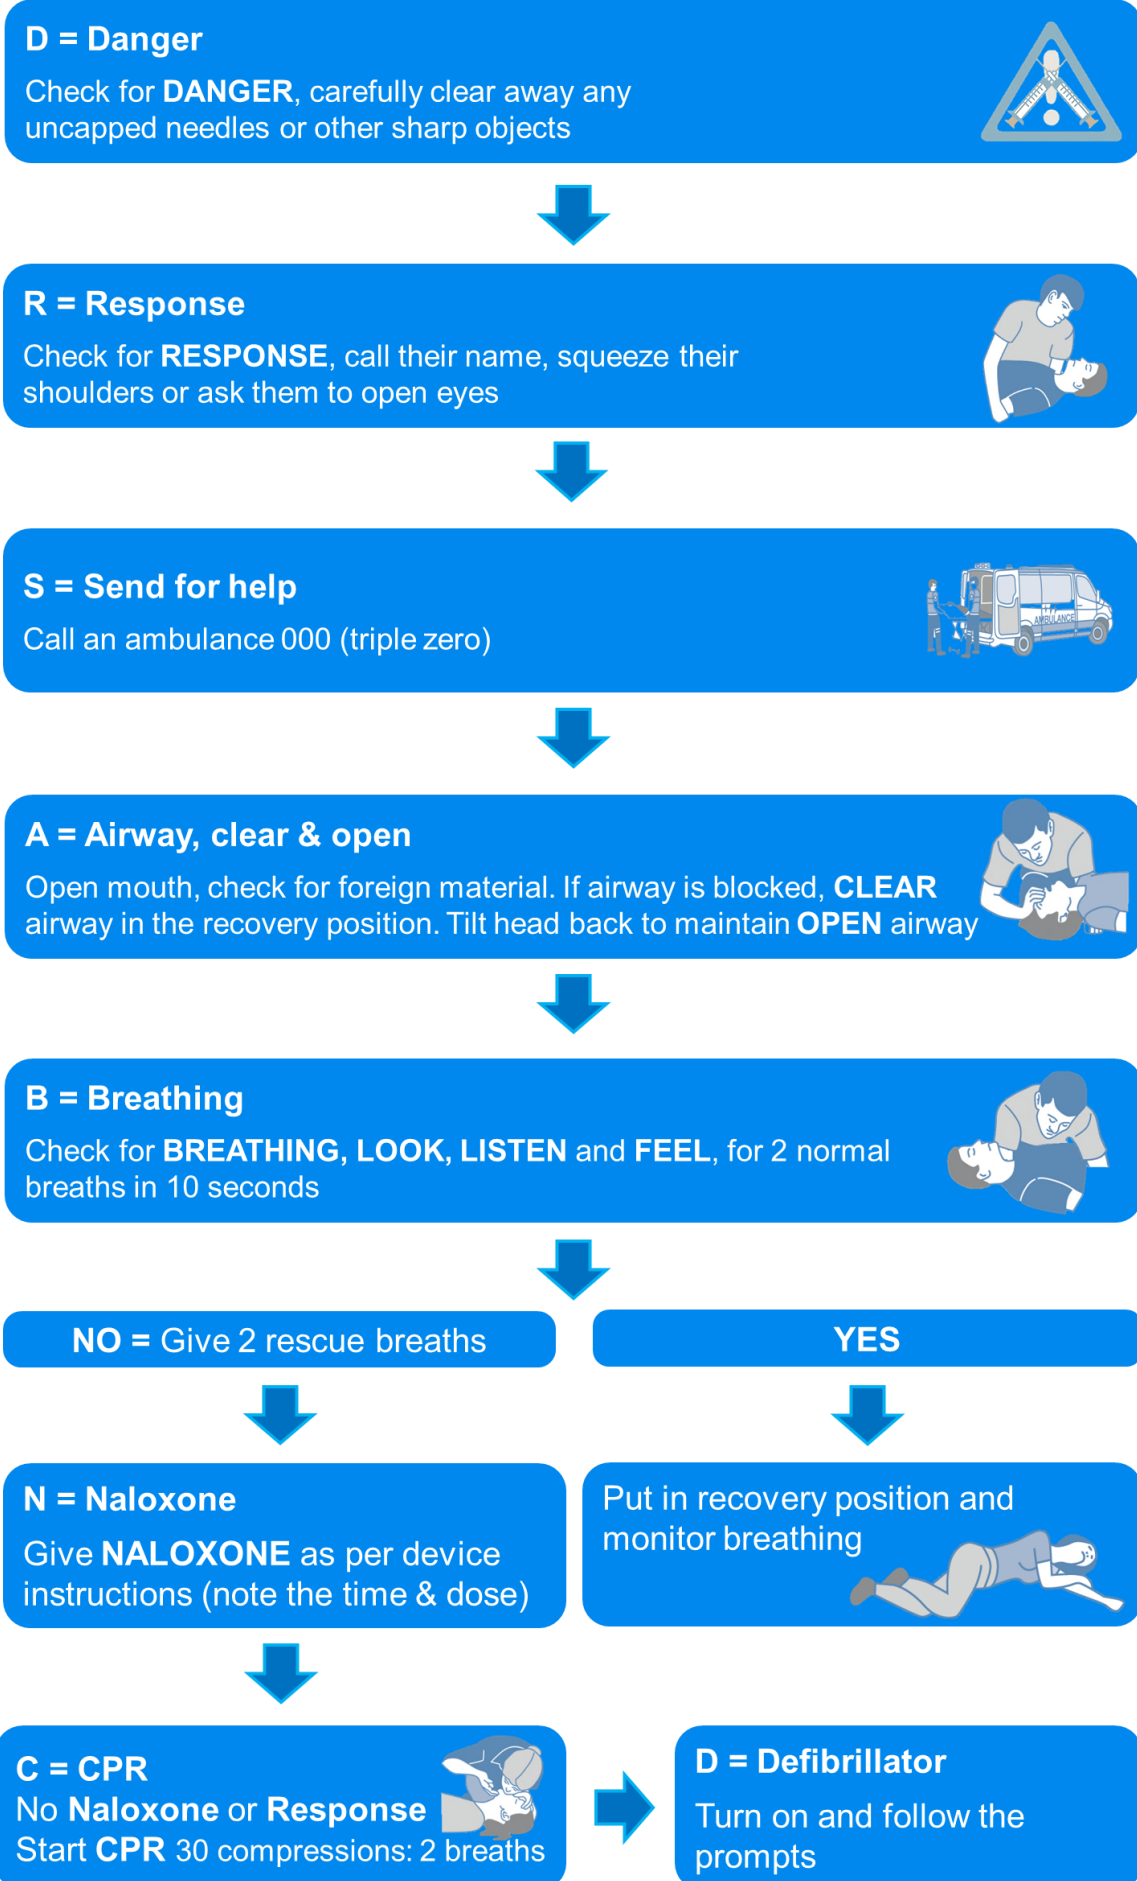 D = Danger
Check for DANGER, carefully clear away any
uncapped needles or other sharp objects
R = Response
Check for RESPONSE, call their name, squeeze their
shoulders or ask them to open eyes
S = Send for help
Call an ambulance 000 (triple zero)
AMBULANCE
A = Airway, clear & open
Open mouth, check for foreign material. If airway is blocked, CLEAR
airway in the recovery position. Tilt head back to maintain OPEN airway
B = Breathing
Check for BREATHING, LOOK, LISTEN and FEEL, for 2 normal
breaths in 10 seconds
NO = Give 2 rescue breaths
YES
N = Naloxone
Give NALOXONE as per device
instructions (note the time & dose)
Put in recovery position and
monitor breathing
C = CPR
No Naloxone or Response
Start CPR 30 compressions: 2 breaths
D = Defibrillator
Turn on and follow the
prompts